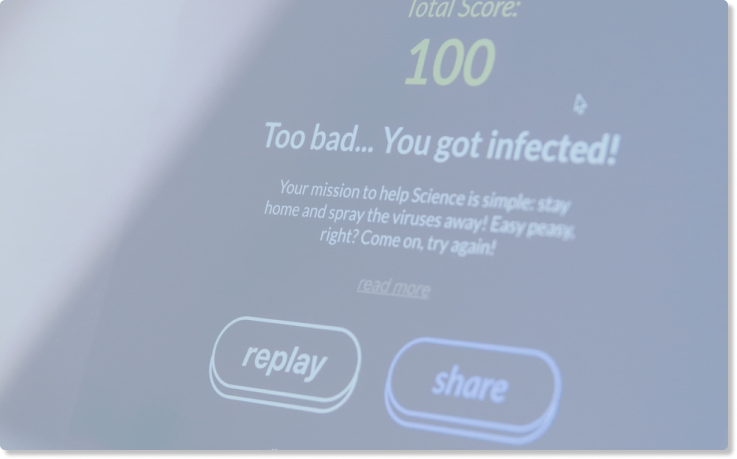 Total Score:
100
Too bad... You got infected!
Your mission to help Science is simple: stay
home and spray the viruses away! Easy peasy,
right? Come on, try again!
read more
replay
share